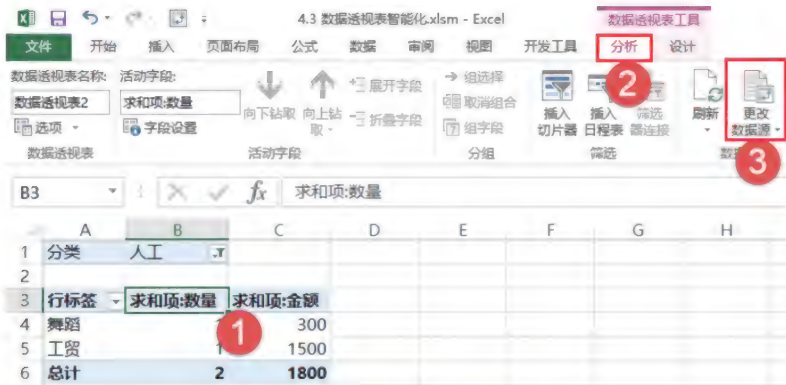 4.3 数据透视表智能化.xlsm - Excel
数据透视表工具
文件 开始 插入 页面布局 公式 数据 审阅 视图 开发工具 分析 设计
2
数据透视表名称: 活动字段:
数据透视表2 求和项:数量
选项 字段设置
向下钻取 向上钻取
展开字段
折叠字段
组选择
取消组合
组字段
插入切片器
插入日程表
筛选器连接
刷新
更改数据源
3
数据透视表 活动字段 分组 筛选
B3 fx 求和项:数量
A B C D E F G H
1 分类 人工
2
3 行标签 求和项:数量 求和项:金额
1
4 舞蹈 300
5 工贸 1 1500
6 总计 2 1800